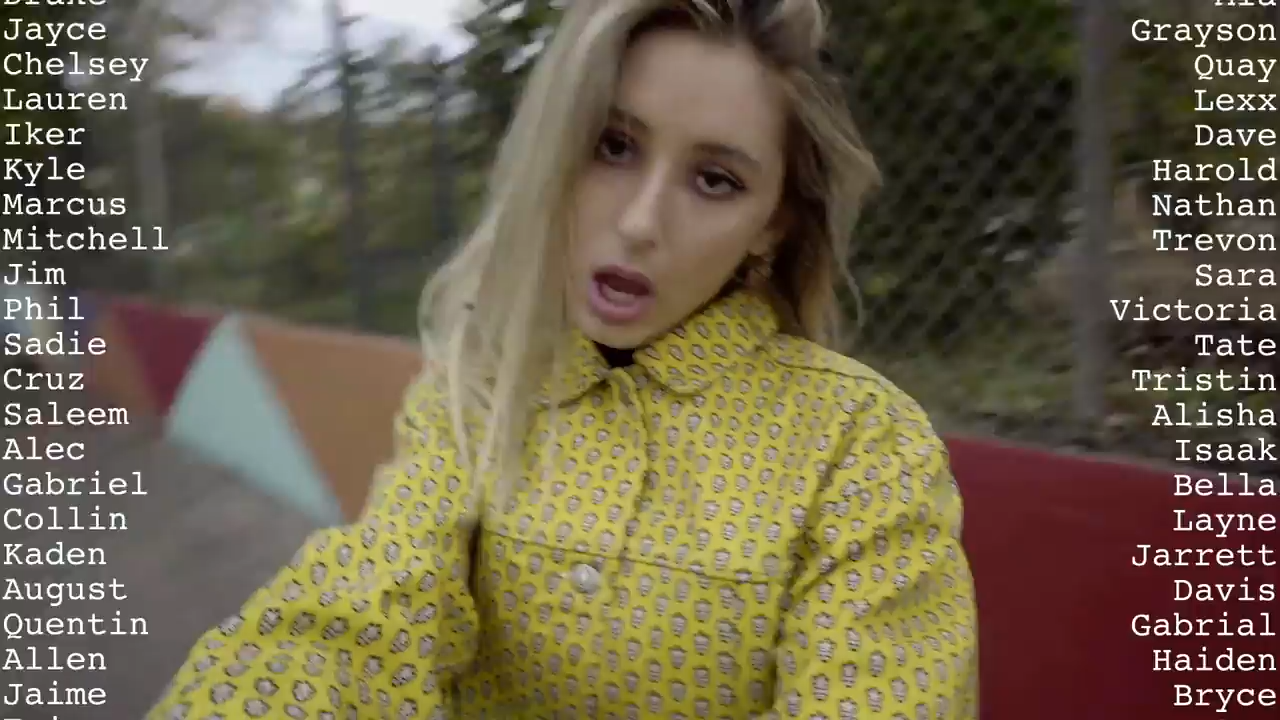 Drake
Jayce
Chelsey
Lauren
Iker
Kyle
Marcus
Mitchell
Jim
Phil
Sadie
Cruz
Saleem
Alec
Gabriel
Collin
Kaden
August
Quentin
Allen
Jaime
Grayson
Quay
Lexx
Dave
Harold
Nathan
Trevon
Sara
Victoria
Tate
Tristin
Alisha
Isaak
Bella
Layne
Jarrett
Davis
Gabrial
Haiden
Bryce